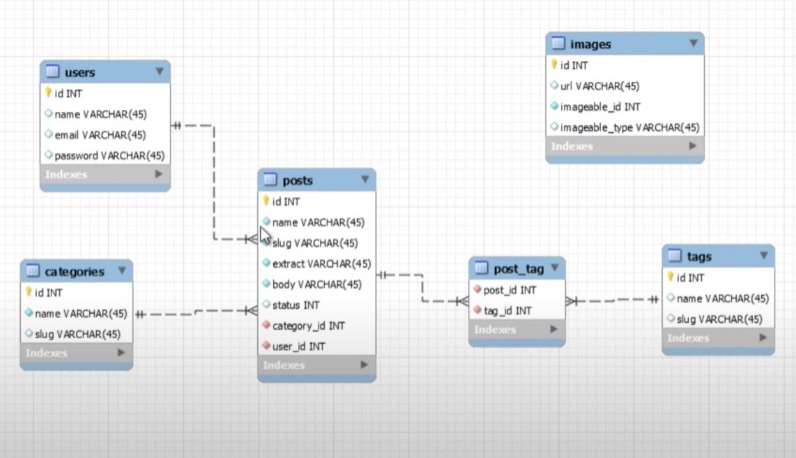 users
id INT
name VARCHAR(45)
email VARCHAR(45)
password VARCHAR(45)
Indexes
images
id INT
url VARCHAR(45)
imageable_id INT
imageable_type VARCHAR(45)
Indexes
posts
id INT
name VARCHAR(45)
slug VARCHAR(45)
extract VARCHAR(45)
body VARCHAR(45)
status INT
category_id INT
user_id INT
Indexes
categories
id INT
name VARCHAR(45)
slug VARCHAR(45)
Indexes
post_tag
post_id INT
tag_id INT
Indexes
tags
id INT
name VARCHAR(45)
slug VARCHAR(45)
Indexes